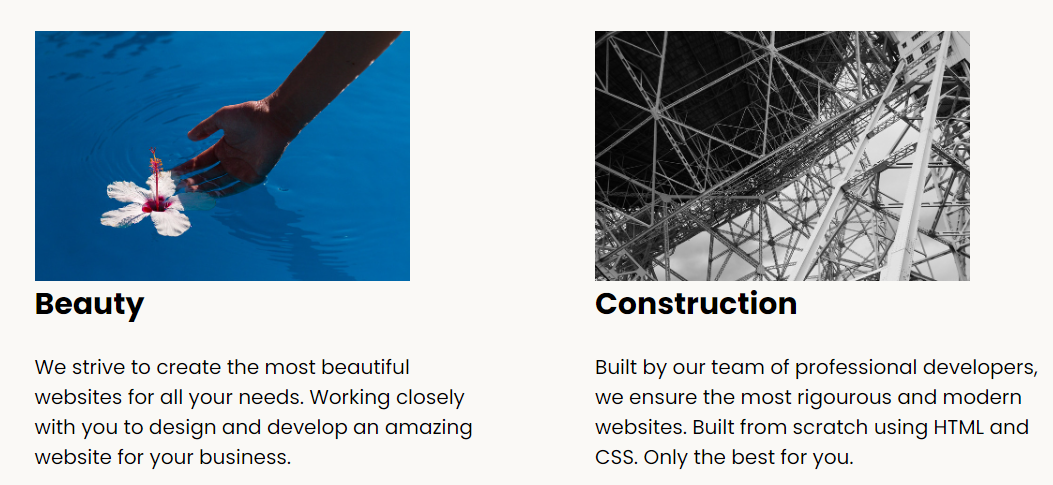 Beauty
We strive to create the most beautiful
websites for all your needs. Working closely
with you to design and develop an amazing
website for your business.
Construction
Built by our team of professional developers,
we ensure the most rigourous and modern
websites. Built from scratch using HTML and
CSS. Only the best for you.